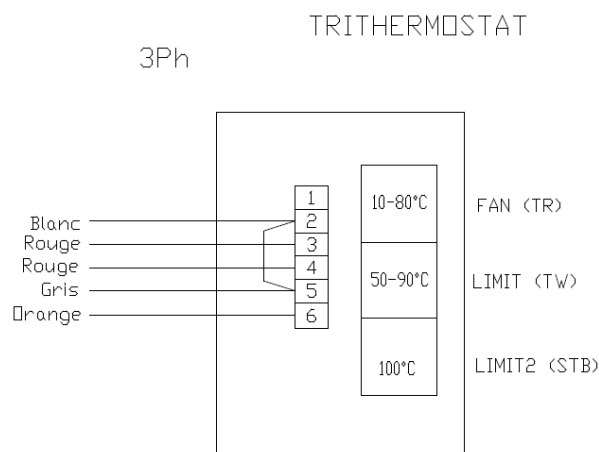 TRITHERMOSTAT
3Ph
1
2
3
4
5
6
Blanc
Rouge
Rouge
Gris
Orange
10-80°C
50-90°C
100°C
FAN (TR)
LIMIT (TW)
LIMIT2 (STB)